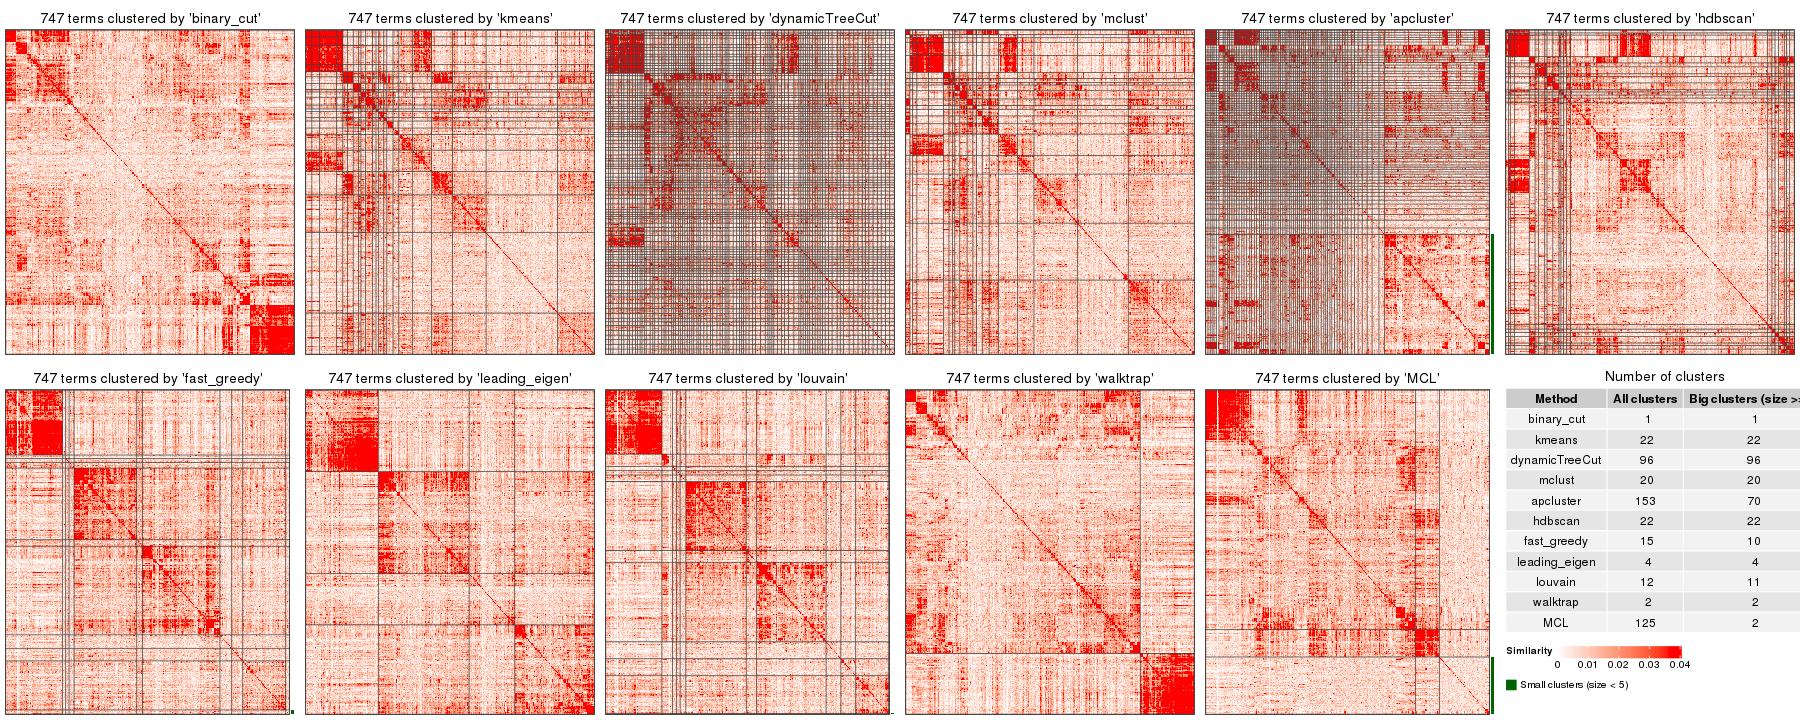 747 terms clustered by 'binary_cut'
747 terms clustered by 'kmeans'
747 terms clustered by 'dynamicTreeCut'
747 terms clustered by 'mclust'
747 terms clustered by 'apcluster'
747 terms clustered by 'hdbscan'
747 terms clustered by 'fast_greedy'
747 terms clustered by 'leading_eigen'
747 terms clustered by 'louvain'
747 terms clustered by 'walktrap'
747 terms clustered by 'MCL'
Number of clusters
Method All clusters Big clusters (size >
binary_cut 1 1
kmeans 22 22
dynamicTreeCut 96 96
mclust 20 20
apcluster 153 70
hdbscan 22 22
fast_greedy 15 10
leading_eigen 4 4
louvain 12 11
walktrap 2 2
MCL 125 2
Similarity
0 0.01 0.02 0.03 0.04
Small clusters (size < 5)